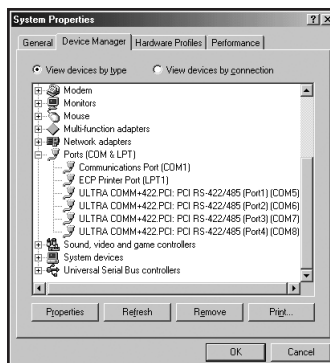 System Properties
General Device Manager Hardware Profiles Performance
View devices by type View devices by connection
Modem
Monitors
Mouse
Multi-function adapters
Network adapters
Ports (COM & LPT)
Communications Port (COM1)
ECP Printer Port (LPT1)
ULTRA COMM+422.PCI: PCI RS-422/485 (Port1) (COM5)
ULTRA COMM+422.PCI: PCI RS-422/485 (Port2) (COM6)
ULTRA COMM+422.PCI: PCI RS-422/485 (Port3) (COM7)
ULTRA COMM+422.PCI: PCI RS-422/485 (Port4) (COM8)
Sound, video and game controllers
System devices
Universal Serial Bus controllers
Properties Refresh Remove Print...
OK Cancel